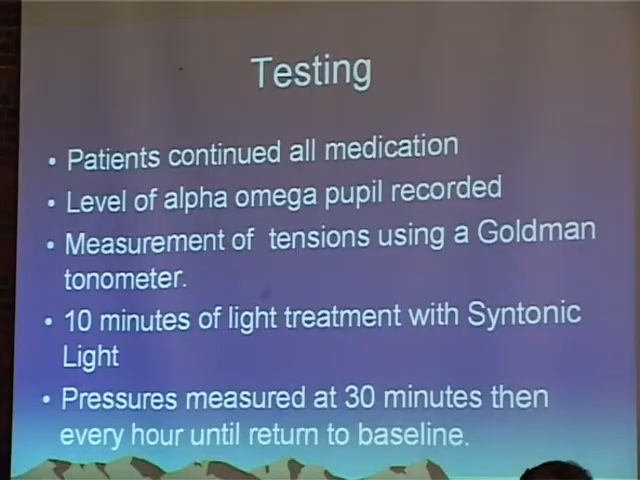 Testing
• Patients continued all medication
• Level of alpha omega pupil recorded
• Measurement of tensions using a Goldman
tonometer.
• 10 minutes of light treatment with Syntonic
Light
• Pressures measured at 30 minutes then
every hour until return to baseline.